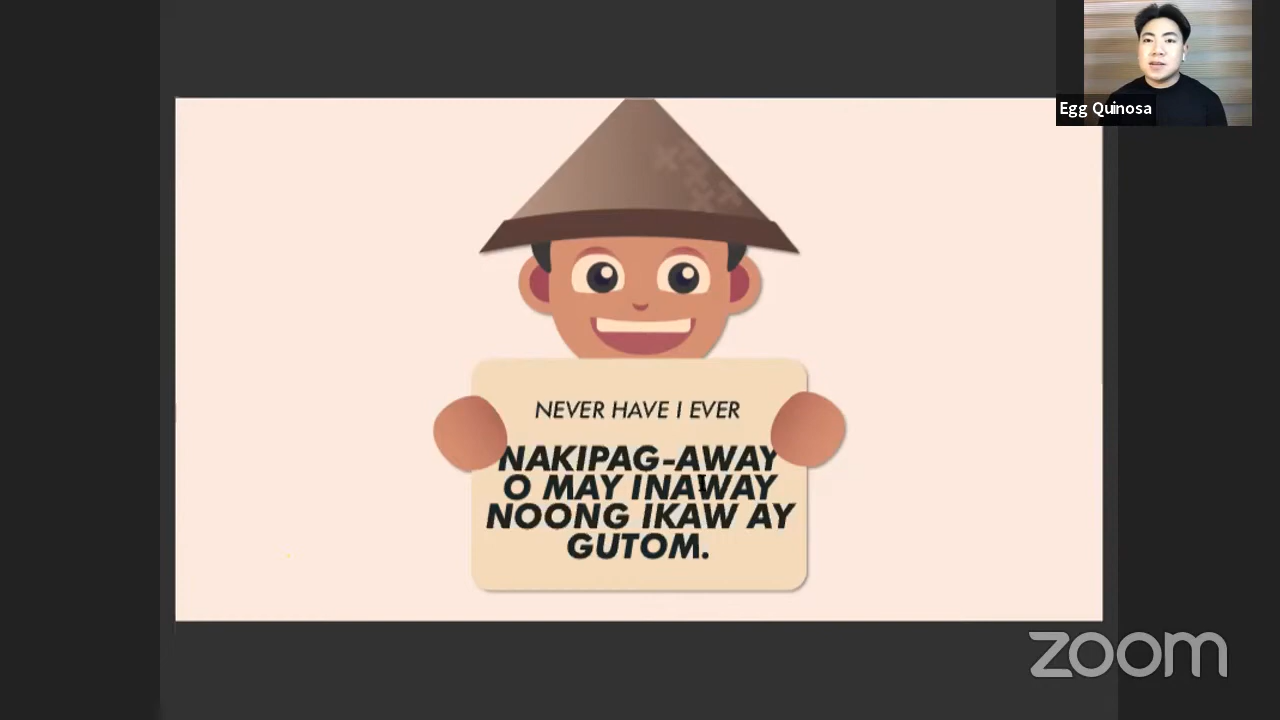 Egg Quinosa
NEVER HAVE I EVER
NAKIPAG-AWAY
O MAY INAWAY
NOONG IKAW AY
GUTOM.
zoom